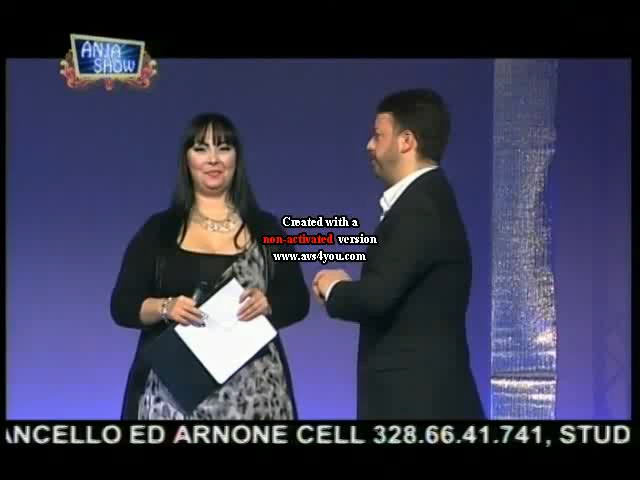 ANJA
SHOW
Created with a
non-activated version
www.avs4you.com
ANCELLO ED ARNONE CELL 328.66.41.741, STUD